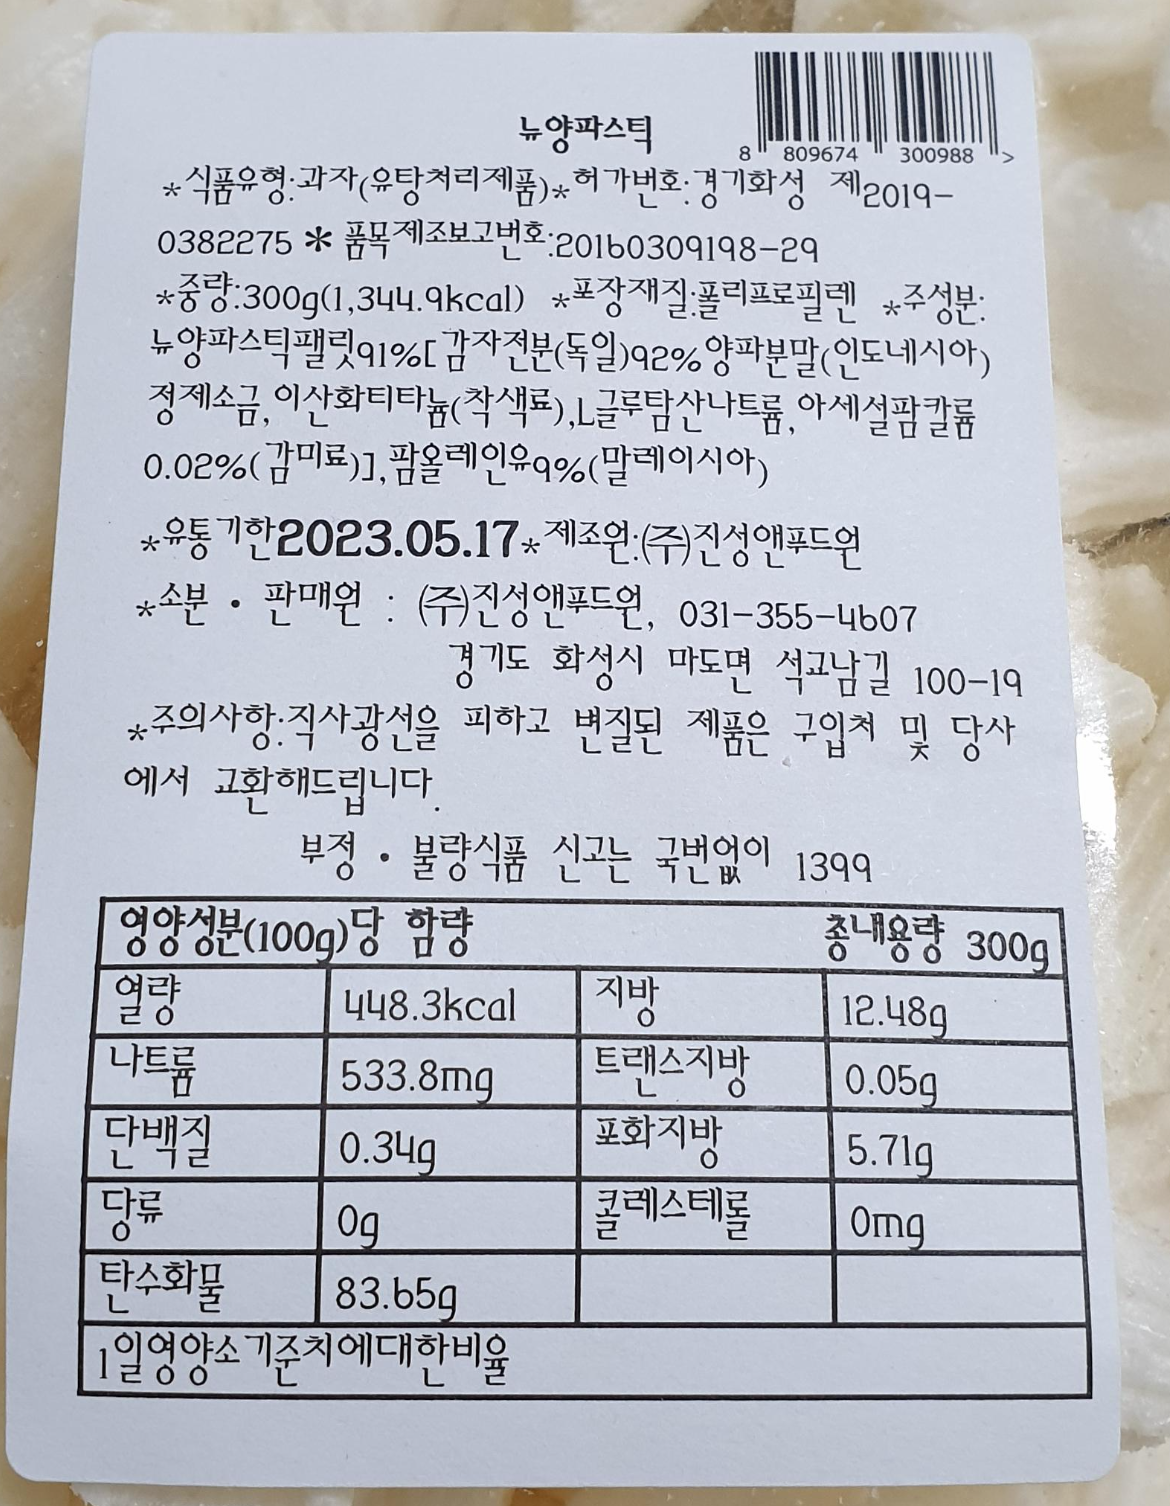 8 809674 300988 >
뉴양파스틱
*식품유형:과자(유탕처리제품)*허가번호:경기화성 제2019-
0382275 * 품목제조보고번호:20160309198-29
*중량:300g(1,344.9kcal) *포장재질:폴리프로필렌 *주성분:
뉴양파스틱팰릿91%[감자전분(독일)92%양파분말(인도네시아)
정제소금,이산화티타늄(착색료),L글루탐산나트륨,아세설팜칼륨
0.02%(감미료)],팜올레인유9%(말레이시아)
*유통기한2023.05.17*제조원:㈜진성앤푸드원
*소분 • 판매원 : ㈜진성앤푸드원, 031-355-4607
경기도 화성시 마도면 석교남길 100-19
*주의사항:직사광선을 피하고 변질된 제품은 구입처 및 당사
에서 교환해드립니다.
부정 • 불량식품 신고는 국번없이 1399
영양성분(100g)당 함량 총내용량 300g
열량 448.3kcal 지방 12.48g
나트륨 533.8mg 트랜스지방 0.05g
단백질 0.34g 포화지방 5.71g
당류 0g 콜레스테롤 0mg
탄수화물 83.65g
1일영양소기준치에대한비율